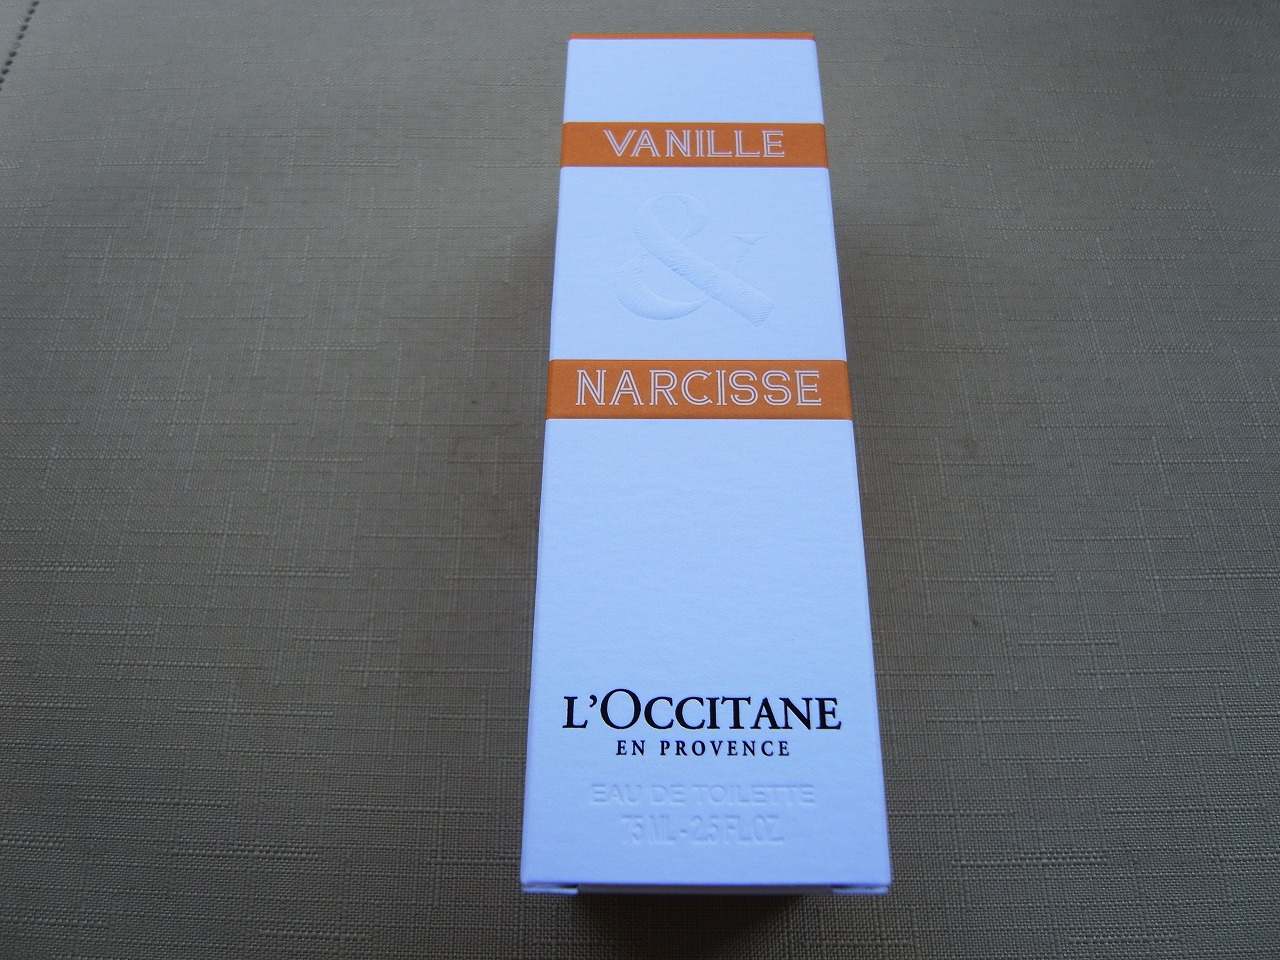 VANILLE
&
NARCISSE
L'OCCITANE
EN PROVENCE
EAU DE TOILETTE
75 ML - 2.5 FL.OZ.